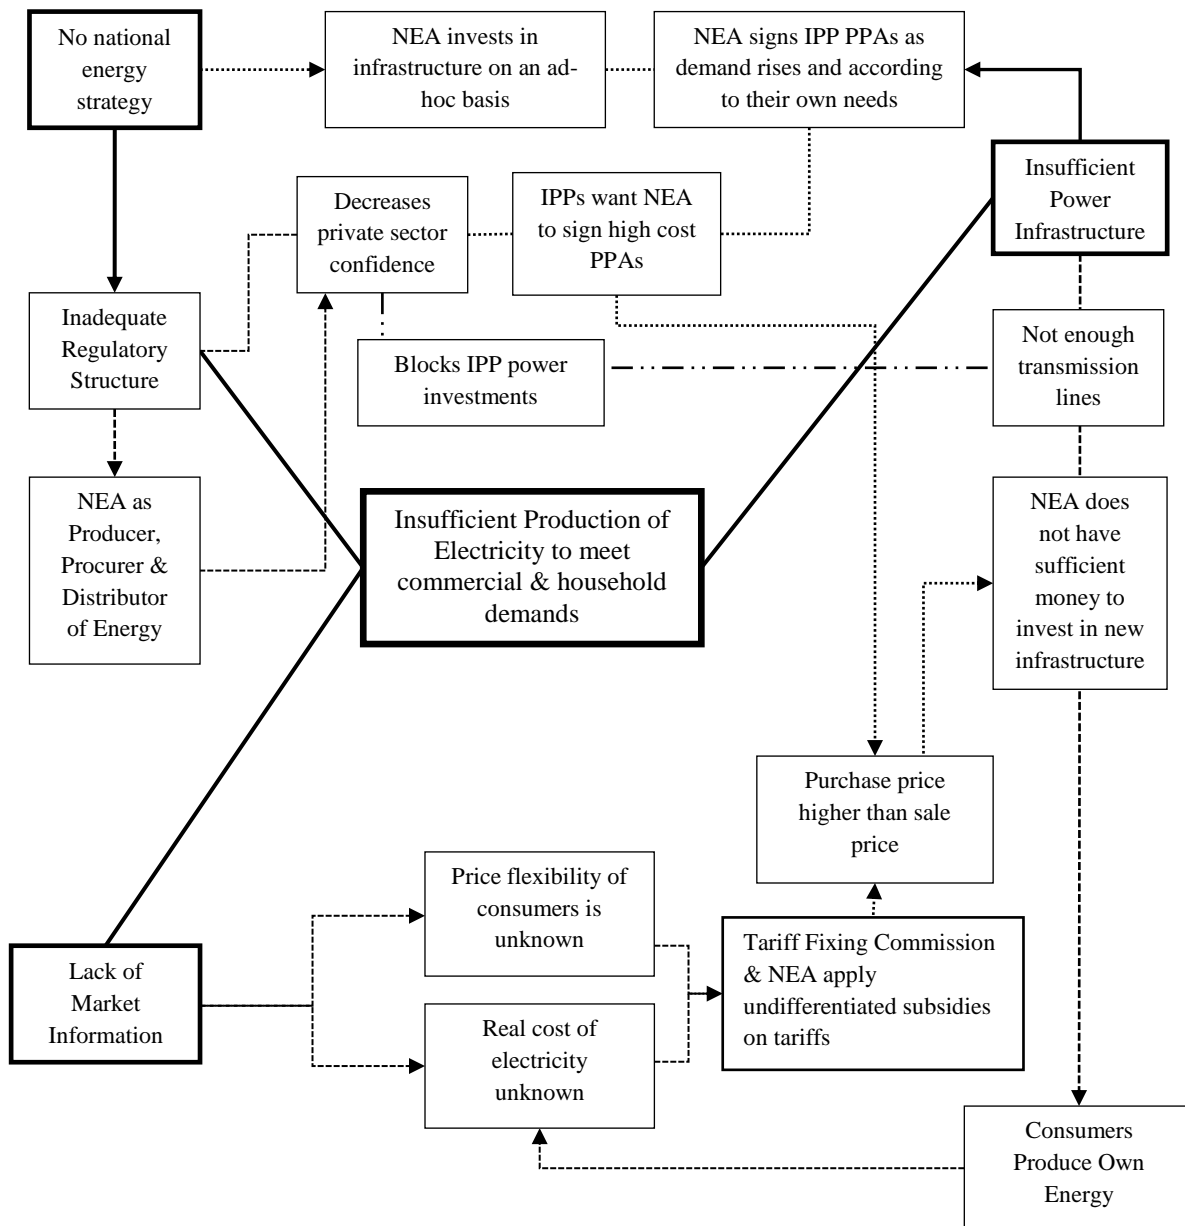 No national
energy
strategy
NEA invests in
infrastructure on an ad-
hoc basis
NEA signs IPP PPAs as
demand rises and according
to their own needs
Insufficient
Power
Infrastructure
Decreases
private sector
confidence
IPPs want NEA
to sign high cost
PPAs
Inadequate
Regulatory
Structure
Blocks IPP power
investments
Not enough
transmission
lines
NEA as
Producer,
Procurer &
Distributor
of Energy
Insufficient Production of
Electricity to meet
commercial & household
demands
NEA does
not have
sufficient
money to
invest in new
infrastructure
Purchase price
higher than sale
price
Price flexibility of
consumers is
unknown
Tariff Fixing Commission
& NEA apply
undifferentiated subsidies
on tariffs
Lack of
Market
Information
Real cost of
electricity
unknown
Consumers
Produce Own
Energy